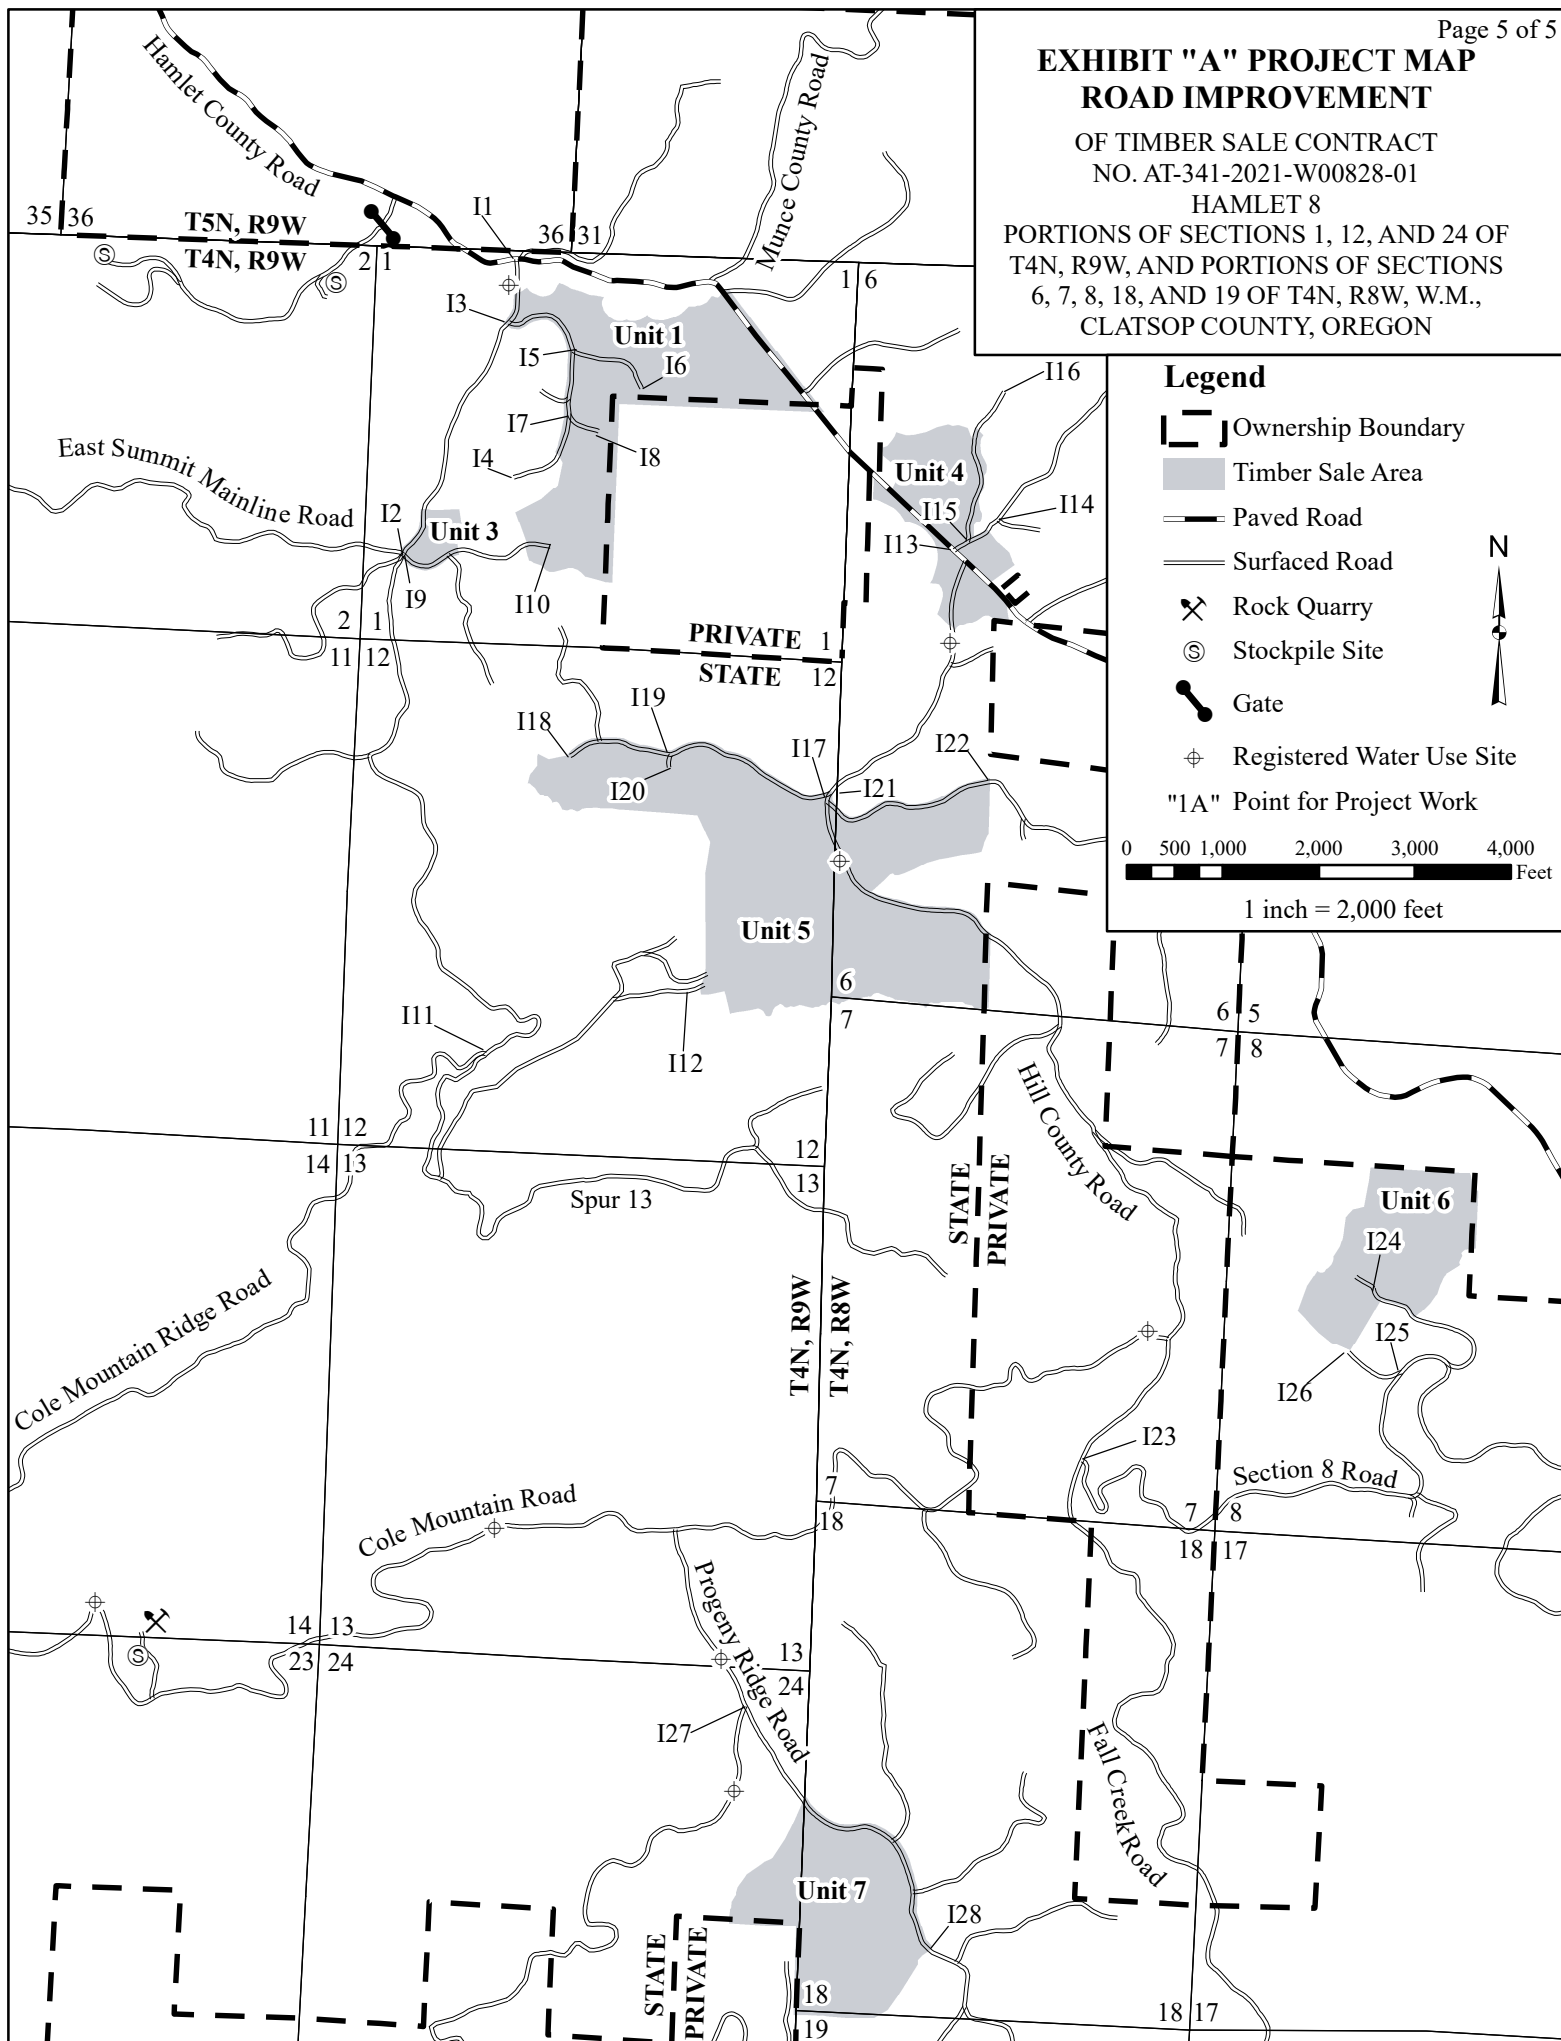 Page 5 of 5
EXHIBIT "A" PROJECT MAP
ROAD IMPROVEMENT
OF TIMBER SALE CONTRACT
NO. AT-341-2021-W00828-01
HAMLET 8
PORTIONS OF SECTIONS 1, 12, AND 24 OF
T4N, R9W, AND PORTIONS OF SECTIONS
6, 7, 8, 18, AND 19 OF T4N, R8W, W.M.,
CLATSOP COUNTY, OREGON
Legend
Ownership Boundary
Timber Sale Area
Paved Road
Surfaced Road
Rock Quarry
S Stockpile Site
Gate
Registered Water Use Site
"1A" Point for Project Work
N
0 500 1,000 2,000 3,000 4,000
Feet
1 inch = 2,000 feet
Hamlet County Road
Munce County Road
35 36
T5N, R9W
T4N, R9W
S
S
2 1
I1
36 31
1 6
I3
Unit 1
I5
I6
I16
I7
I8
I4
East Summit Mainline Road
I2
Unit 3
Unit 4
I15
I14
I13
I9
I10
2 1
11 12
PRIVATE
STATE
1
12
I18
I19
I20
I17
I22
I21
Unit 5
6
7
6 5
7 8
I11
I12
Hill County Road
11 12
14 13
12
13
Spur 13
STATE
PRIVATE
Unit 6
I24
I25
I26
Cole Mountain Ridge Road
T4N, R9W
T4N, R8W
I23
Section 8 Road
7
18
7 8
18 17
Cole Mountain Road
Progeny Ridge Road
S
14 13
23 24
13
24
I27
Fall Creek Road
Unit 7
I28
STATE
PRIVATE
18
19
18 17